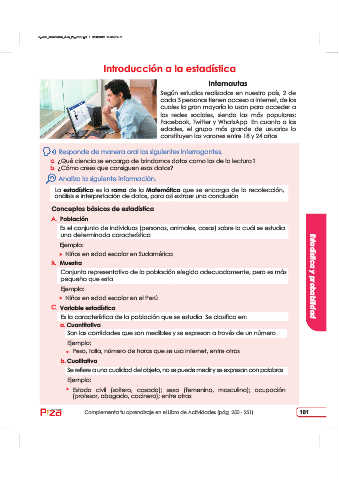 Introducción a la estadística
Internautas
Según estudios realizados en nuestro país, 2 de
cada 5 personas tienen acceso a internet, de los
cuales la gran mayoría lo usan para acceder a
las redes sociales, siendo las más populares:
Facebook, Twitter y WhatsApp. En cuanto a las
edades, el grupo más grande de usuarios lo
constituyen los varones entre 18 y 24 años
Responde de manera oral las siguientes interrogantes.
a. ¿Qué ciencia se encarga de brindarnos datos como los de la lectura?
b. ¿Cómo crees que consiguen esos datos?
Analiza la siguiente información.
La estadística es la rama de la Matemática que se encarga de la recolección,
análisis e interpretación de datos, para así extraer una conclusión
Conceptos básicos de estadística
A. Población
Es el conjunto de individuos (personas, animales, cosas) sobre la cual se estudia
una determinada característica
Ejemplo:
• Niños en edad escolar en Sudamérica
B. Muestra
Conjunto representativo de la población elegido adecuadamente, pero es más
pequeño que esta
Ejemplo:
• Niños en edad escolar en el Perú
C. Variable estadística
Es la característica de la población que se estudia. Se clasifica en:
a. Cuantitativa
Son las cantidades que son medibles y se expresan a través de un número
Ejemplo:
• Peso, talla, número de horas que se usa internet, entre otros
b. Cualitativa
Se refiere a una cualidad del objeto, no se puede medir y se expresan con palabras
Ejemplo:
• Estado civil (soltero, casado); sexo (femenino, masculino); ocupación
(profesor, abogado, cocinero); entre otros
Estadística y probabilidad
Complementa tu aprendizaje en el Libro de Actividades (pág. 250 - 251)
181